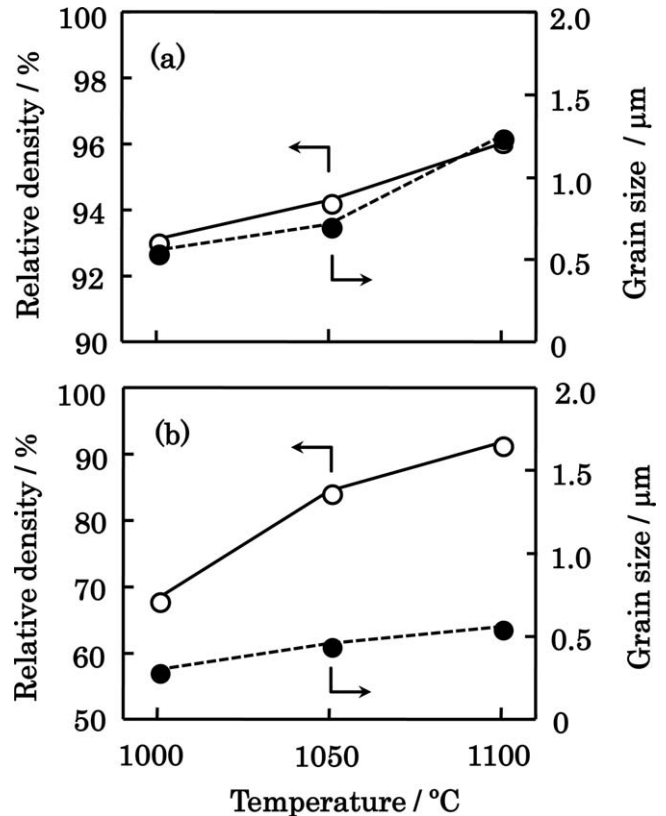 (a)
Relative density / %
100
98
96
94
92
90
Grain size / μm
2.0
1.5
1.0
0.5
0
(b)
Relative density / %
100
90
80
70
60
50
Grain size / μm
2.0
1.5
1.0
0.5
0
1000 1050 1100
Temperature / ºC